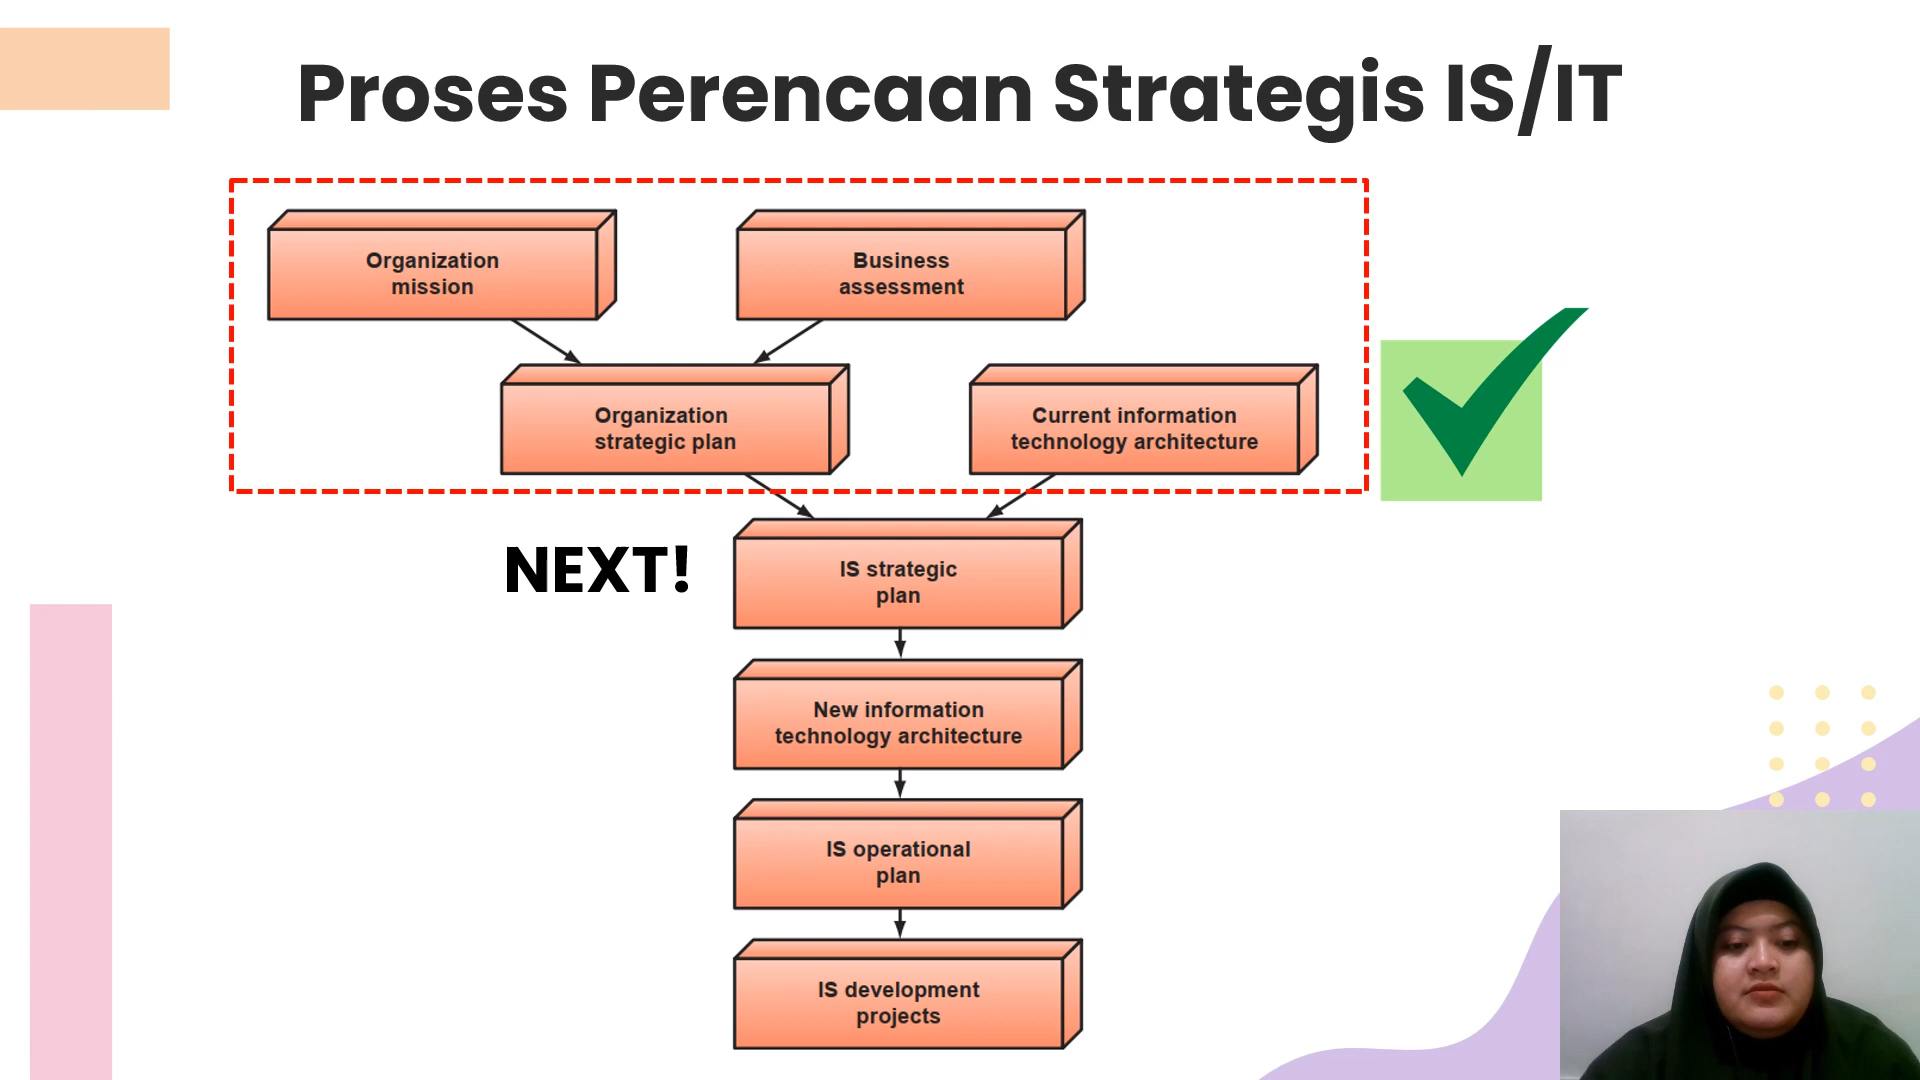 Proses Perencaan Strategis IS/IT
Organization
mission
Business
assessment
Organization
strategic plan
Current information
technology architecture
NEXT!
IS strategic
plan
New information
technology architecture
IS operational
plan
IS development
projects